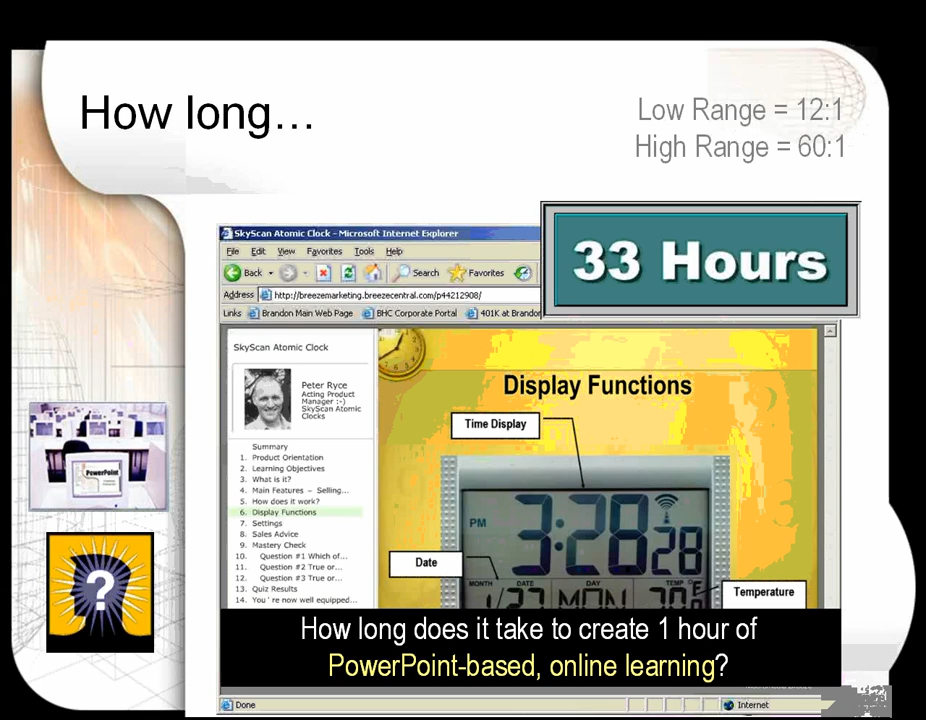 How long…
Low Range = 12:1
High Range = 60:1
33 Hours
SkyScan Atomic Clock - Microsoft Internet Explorer
File Edit View Favorites Tools Help
Back Search Favorites
Address http://breezemarketing.breezecentral.com/p44212908/
Links Brandon Main Web Page BHC Corporate Portal 401K at Brandon
SkyScan Atomic Clock
Peter Ryce
Acting Product
Manager :-)
SkyScan Atomic
Clocks
Summary
1. Product Orientation
2. Learning Objectives
3. What is it?
4. Main Features – Selling...
5. How does it work?
6. Display Functions
7. Settings
8. Sales Advice
9. Mastery Check
10. Question #1 Which of...
11. Question #2 True or...
12. Question #3 True or...
13. Quiz Results
14. You ' re now well equipped...
Display Functions
Time Display
PM 3:28 28
Date
MONTH DATE DAY TEMP
1/27 MON 70
Temperature
PowerPoint
?
How long does it take to create 1 hour of
PowerPoint-based, online learning?
Done Internet